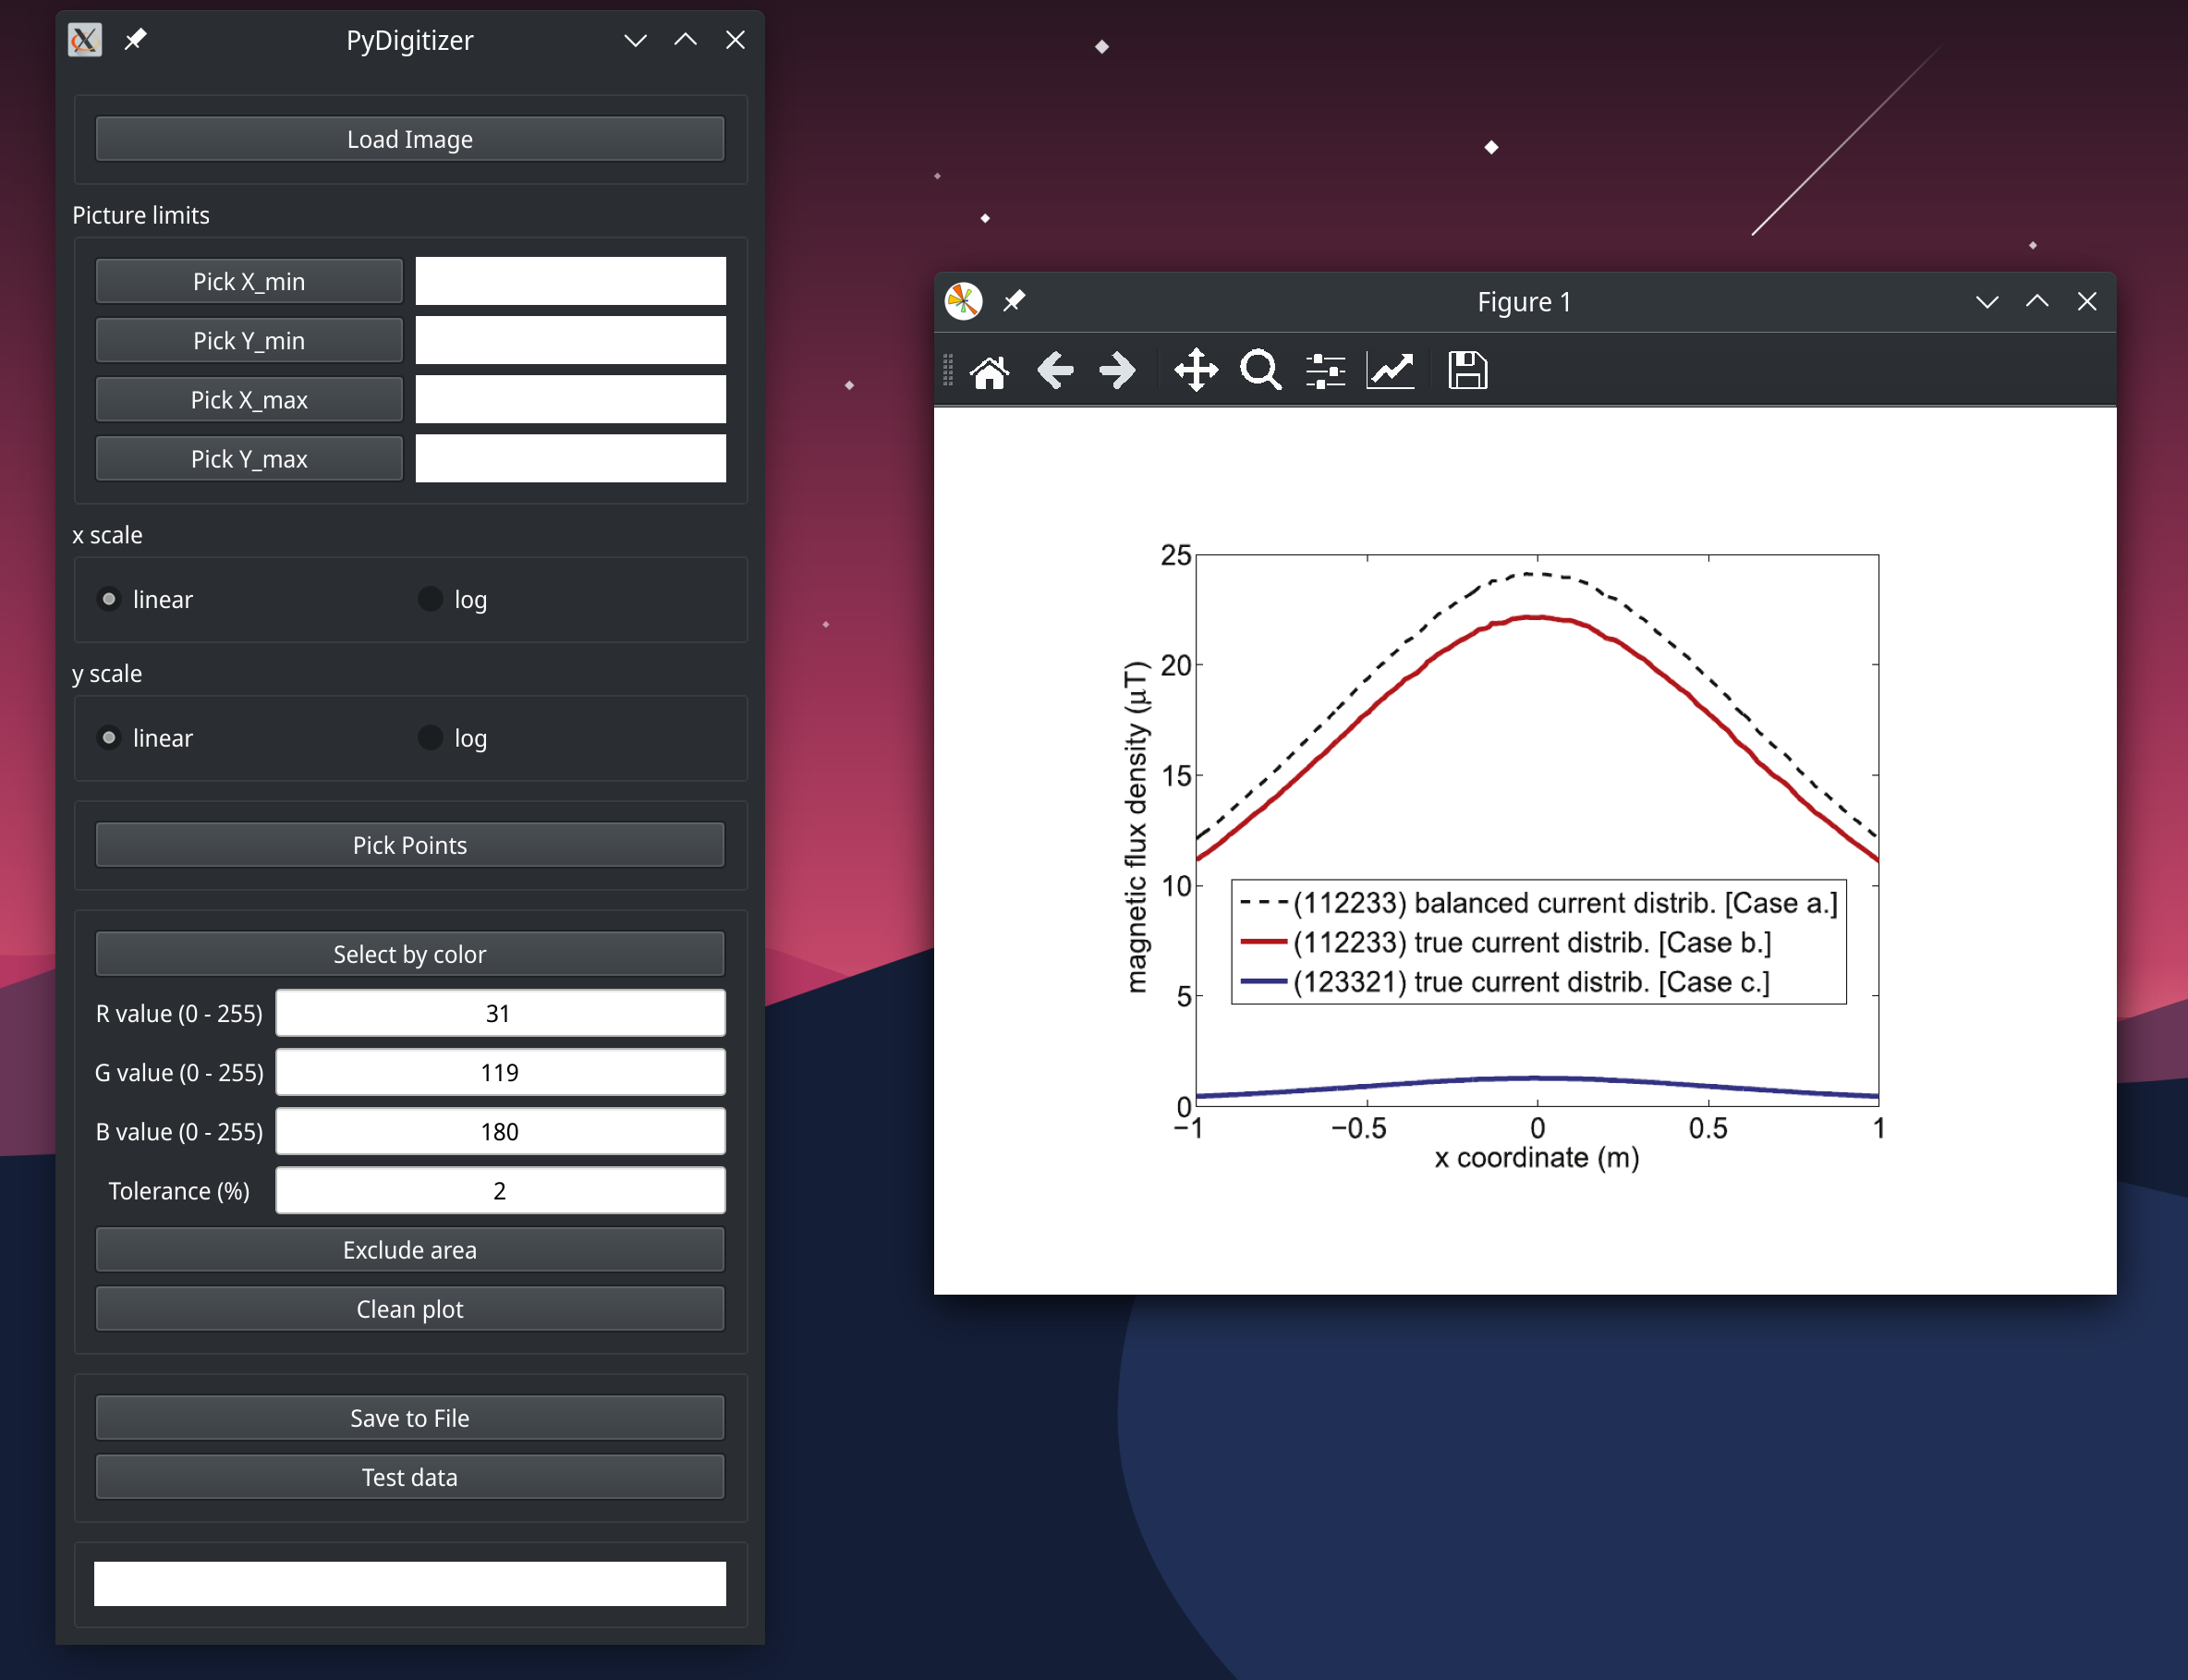 PyDigitizer
Load Image
Picture limits
Pick X_min
Pick Y_min
Pick X_max
Pick Y_max
x scale
linear log
y scale
linear log
Pick Points
Select by color
R value (0 - 255) 31
G value (0 - 255) 119
B value (0 - 255) 180
Tolerance (%) 2
Exclude area
Clean plot
Save to File
Test data
Figure 1
magnetic flux density (μT)
25
20
15
10
5
0
(112233) balanced current distrib. [Case a.]
(112233) true current distrib. [Case b.]
(123321) true current distrib. [Case c.]
−1 −0.5 0 0.5 1
x coordinate (m)